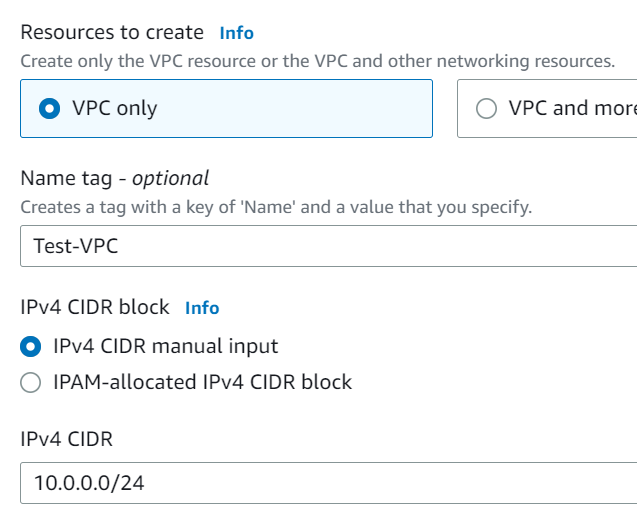 Resources to create Info
Create only the VPC resource or the VPC and other networking resources.
VPC only VPC and more
Name tag - optional
Creates a tag with a key of 'Name' and a value that you specify.
Test-VPC
IPv4 CIDR block Info
IPv4 CIDR manual input
IPAM-allocated IPv4 CIDR block
IPv4 CIDR
10.0.0.0/24